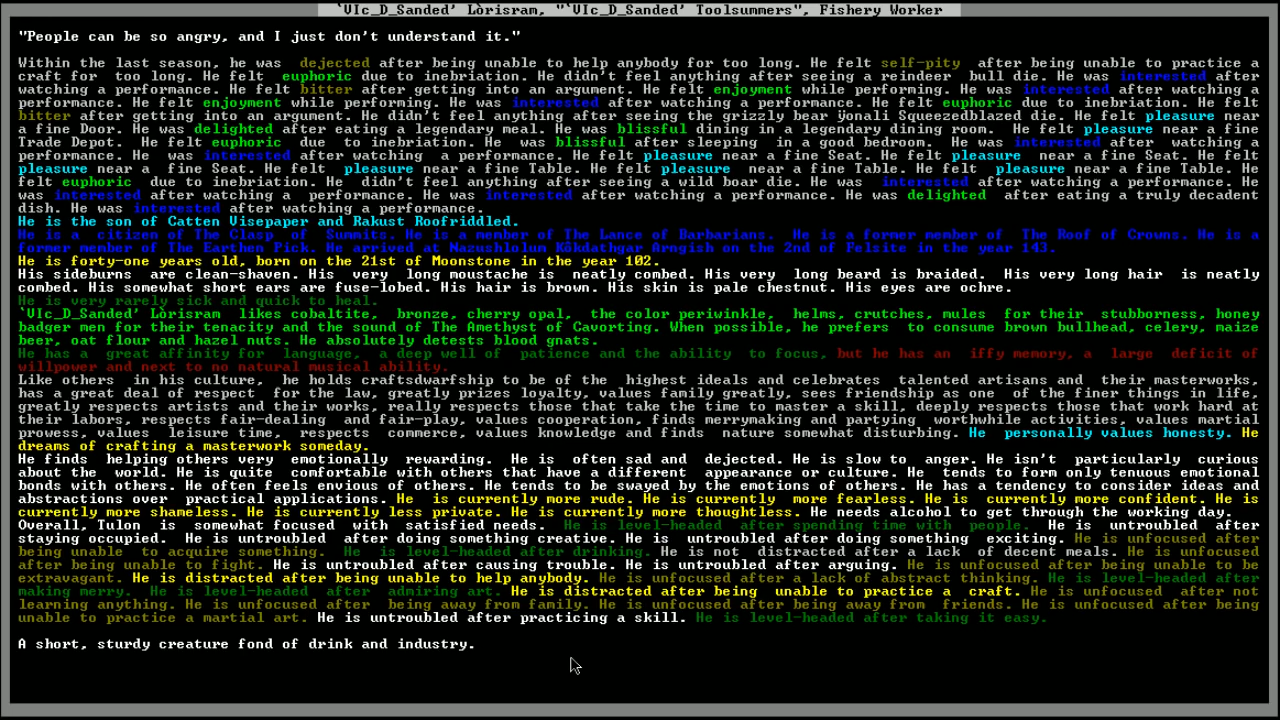 `VIc_D_Sanded' Lòrisram, "`VIc_D_Sanded' Toolsummers", Fishery Worker
"People can be so angry, and I just don't understand it."
Within the last season, he was dejected after being unable to help anybody for too long. He felt self-pity after being unable to practice a
craft for too long. He felt euphoric due to inebriation. He didn't feel anything after seeing a reindeer bull die. He was interested after
watching a performance. He felt bitter after getting into an argument. He felt enjoyment while performing. He was interested after watching a
performance. He felt enjoyment while performing. He was interested after watching a performance. He felt euphoric due to inebriation. He felt
bitter after getting into an argument. He didn't feel anything after seeing the grizzly bear Squeezedblazed die. He felt pleasure near
a fine Door. He was delighted after eating a legendary meal. He was blissful dining in a legendary dining room. He felt pleasure near a fine
Trade Depot. He felt euphoric due to inebriation. He was blissful after sleeping in a good bedroom. He was interested after watching a
performance. He was interested after watching a performance. He felt pleasure near a fine Seat. He felt pleasure near a fine Seat. He felt
pleasure near a fine Seat. He felt pleasure near a fine Table. He felt pleasure near a fine Table. He felt pleasure near a fine Table. He
felt euphoric due to inebriation. He didn't feel anything after seeing a wild boar die. He was interested after watching a performance. He
was interested after watching a performance. He was interested after watching a performance. He was delighted after eating a truly decadent
dish. He was interested after watching a performance
He is the son of Catten Visepaper and Rakust Roofriddled.
He is a citizen of The Clasp of Summits. He is a member of The Lance of Barbarians. He is a former member of The Roof of Crowns. He is a
former member of The Earthen Pick. He arrived at Nazushlolum Kôkdathgar Arngish on the 2nd of Felsite in the year 143.
He is forty-one years old, born on the 21st of Moonstone in the year 102.
His sideburns are clean-shaven. His very long moustache is neatly combed. His very long beard is braided. His very long hair is neatly
combed. His somewhat short ears are fuse-lobed. His hair is brown. His skin is pale chestnut. His eyes are ochre.
He is very rarely sick and quick to heal.
`VIc_D_Sanded' Lòrisram likes cobaltite, bronze, cherry opal, the color periwinkle, helms, crutches, mules for their stubborness, honey
badger men for their tenacity and the sound of The Amethyst of Cavorting. When possible, he prefers to consume brown bullhead, celery, maize
beer, oat flour and hazel nuts. He absolutely detests blood gnats.
He has a great affinity for language, a deep well of patience and the ability to focus, but he has an iffy memory, a large deficit of
willpower and next to no natural musical ability.
Like others in his culture, he holds craftsdwarfship to be of the highest ideals and celebrates talented artisans and their masterworks,
has a great deal of respect for the law, greatly prizes loyalty, values family greatly, sees friendship as one of the finer things in life,
greatly respects artists and their works, really respects those that take the time to master a skill, deeply respects those that work hard at
their labors, respects fair-dealing and fair-play, values cooperation, finds merrymaking and partying worthwhile activities, values martial
prowess, values leisure time, respects commerce, values knowledge and finds nature somewhat disturbing. He personally values honesty. He
dreams of crafting a masterwork someday.
He finds helping others very emotionally rewarding. He is often sad and dejected. He is slow to anger. He isn't particularly curious
about the world. He is quite comfortable with others that have a different appearance or culture. He tends to form only tenuous emotional
bonds with others. He often feels envious of others. He tends to be swayed by the emotions of others. He has a tendency to consider ideas and
abstractions over practical applications. He is currently more rude. He is currently more fearless. He is currently more confident. He is
currently more shameless. He is currently less private. He is currently more thoughtless. He needs alcohol to get through the working day.
Overall, Tulon is somewhat focused with satisfied needs. He is level-headed after spending time with people. He is untroubled after
staying occupied. He is untroubled after doing something creative. He is untroubled after doing something exciting. He is unfocused after
being unable to acquire something. He is level-headed after drinking. He is not distracted after a lack of decent meals. He is unfocused
after being unable to fight. He is untroubled after causing trouble. He is untroubled after arguing. He is unfocused after being unable to be
extravagant. He is distracted after being unable to help anybody. He is unfocused after a lack of abstract thinking. He is level-headed after
making merry. He is level-headed after admiring art. He is distracted after being unable to practice a craft. He is unfocused after not
learning anything. He is unfocused after being away from family. He is unfocused after being away from friends. He is unfocused after being
unable to practice a martial art. He is untroubled after practicing a skill. He is level-headed after taking it easy.
A short, sturdy creature fond of drink and industry.